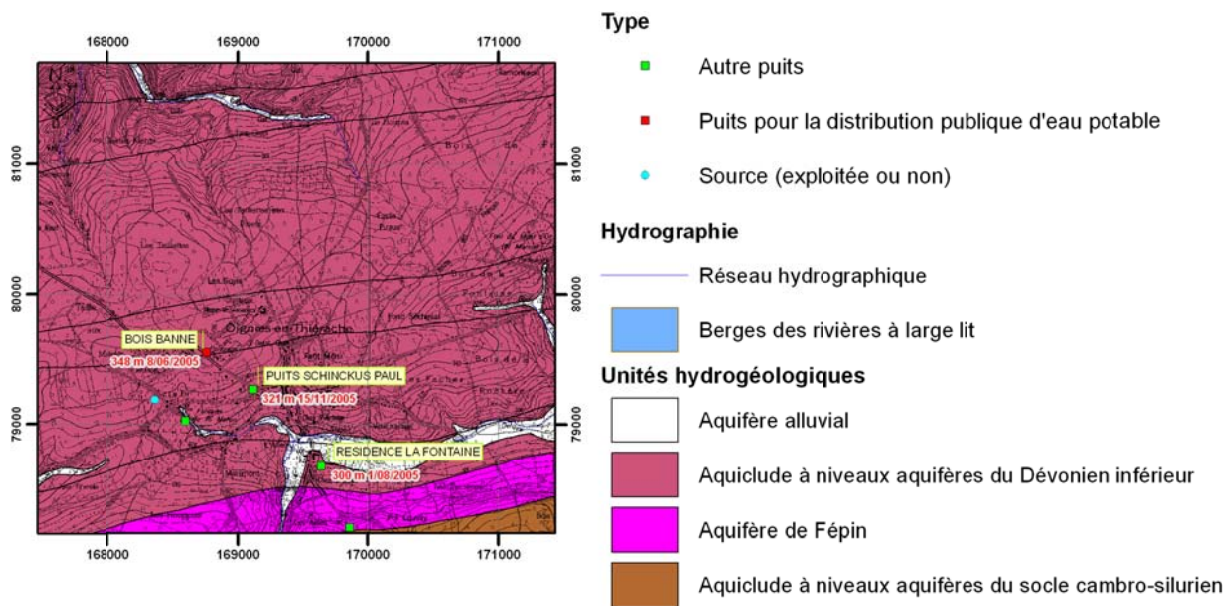 168000 169000 170000 171000
81000
80000
79000
81000
80000
79000
Oignies-en-Thiérache
BOIS BANNE
348 m 8/06/2005
PUITS SCHINCKUS PAUL
321 m 15/11/2005
RESIDENCE LA FONTAINE
300 m 1/08/2005
168000 169000 170000 171000
Type
Autre puits
Puits pour la distribution publique d'eau potable
Source (exploitée ou non)
Hydrographie
Réseau hydrographique
Berges des rivières à large lit
Unités hydrogéologiques
Aquifère alluvial
Aquiclude à niveaux aquifères du Dévonien inférieur
Aquifère de Fépin
Aquiclude à niveaux aquifères du socle cambro-silurien